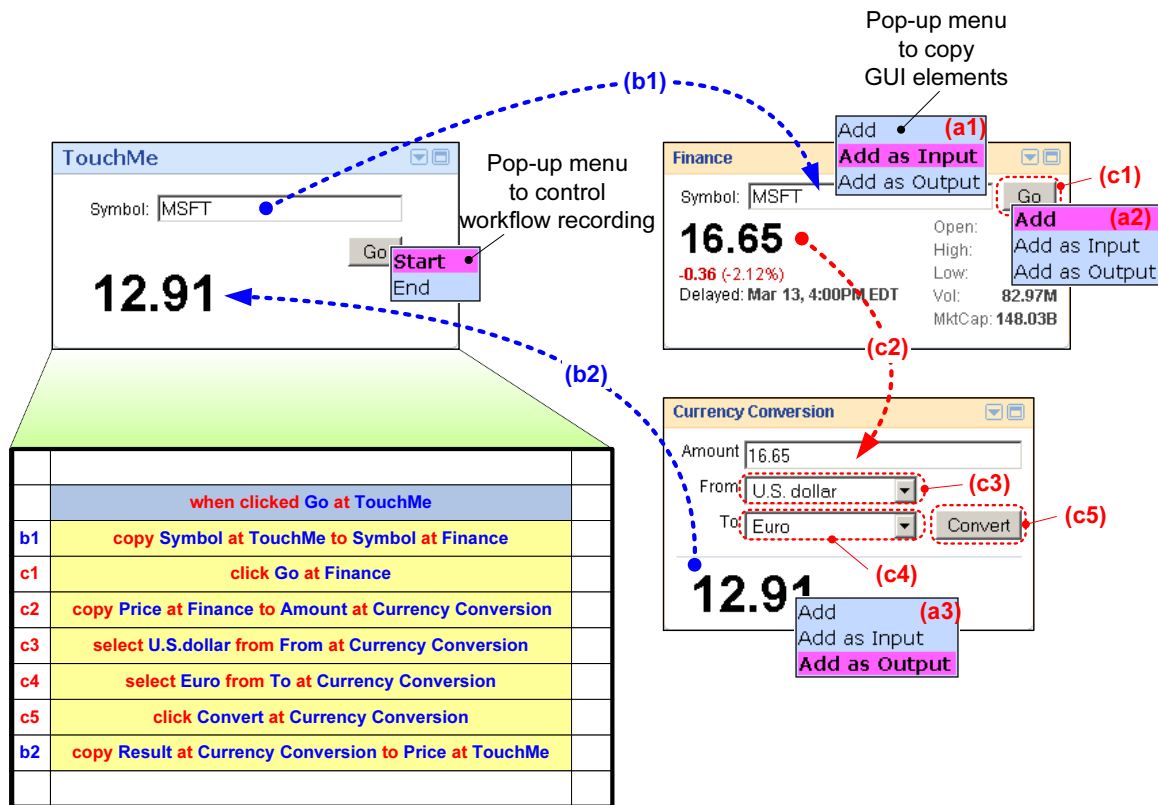 Pop-up menu
to copy
GUI elements
(b1)
TouchMe
Symbol: MSFT
Go
12.91
Pop-up menu
to control
workflow recording
Start
End
Add (a1)
Add as Input
Add as Output
Finance
Symbol: MSFT
Go
(c1)
Add (a2)
Add as Input
Add as Output
16.65
-0.36 (-2.12%)
Delayed: Mar 13, 4:00PM EDT
Open:
High:
Low:
Vol: 82.97M
MktCap: 148.03B
(c2)
(b2)
Currency Conversion
Amount 16.65
From U.S. dollar
(c3)
To Euro
Convert
(c5)
(c4)
12.91
Add (a3)
Add as Input
Add as Output
when clicked Go at TouchMe
b1 copy Symbol at TouchMe to Symbol at Finance
c1 click Go at Finance
c2 copy Price at Finance to Amount at Currency Conversion
c3 select U.S.dollar from From at Currency Conversion
c4 select Euro from To at Currency Conversion
c5 click Convert at Currency Conversion
b2 copy Result at Currency Conversion to Price at TouchMe